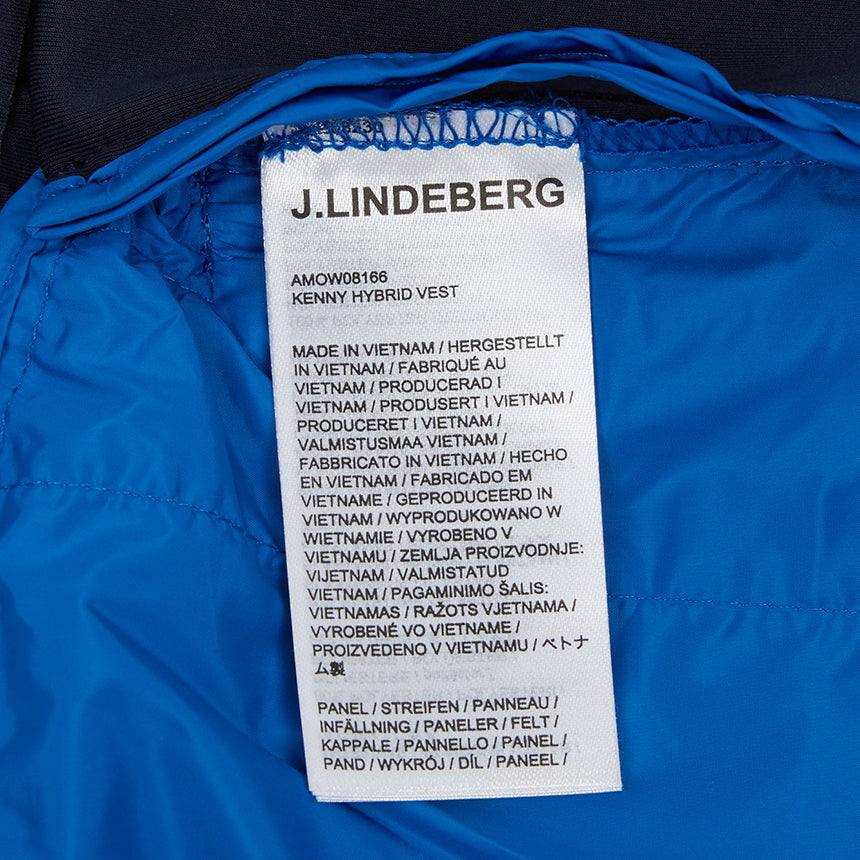 J.LINDEBERG
AMOW08166
KENNY HYBRID VEST
MADE IN VIETNAM / HERGESTELLT
IN VIETNAM / FABRIQUÉ AU
VIETNAM / PRODUCERAD I
VIETNAM / PRODUSERT I VIETNAM /
PRODUCERET I VIETNAM /
VALMISTUSMAA VIETNAM /
FABBRICATO IN VIETNAM / HECHO
EN VIETNAM / FABRICADO EM
VIETNAME / GEPRODUCEERD IN
VIETNAM / WYPRODUKOWANO W
WIETNAMIE / VYROBENO V
VIETNAMU / ZEMLJA PROIZVODNJE:
VIJETNAM / VALMISTATUD
VIETNAM / PAGAMINIMO ŠALIS:
VIETNAMAS / RAŽOTS VJETNAMA /
VYROBENÉ VO VIETNAME /
PROIZVEDENO V VIETNAMU / ベトナ
ム製
PANEL / STREIFEN / PANNEAU /
INFÄLLNING / PANELER / FELT /
KAPPALE / PANNELLO / PAINEL /
PAND / WYKRÓJ / DÍL / PANEEL /